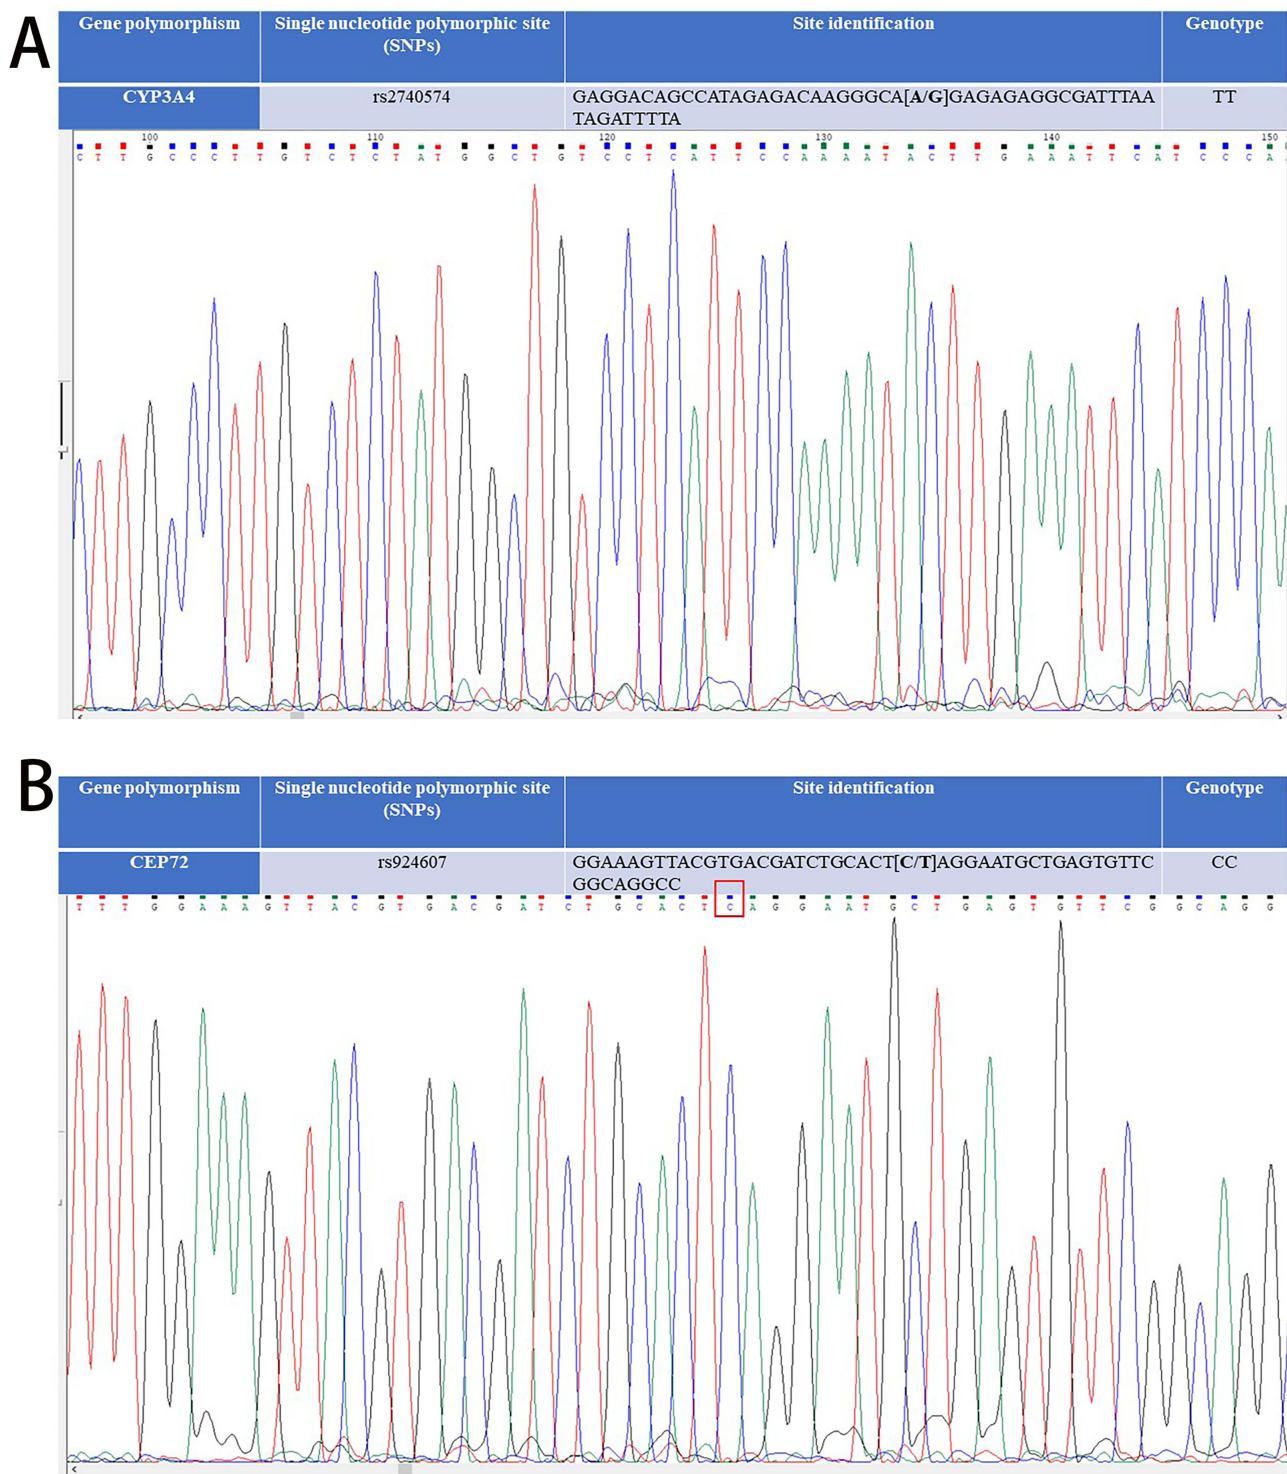 A
Gene polymorphism
Single nucleotide polymorphic site
(SNPs)
Site identification
Genotype
CYP3A4
rs2740574
GAGGACAGCCATAGAGACAAGGGCA[A/G]GAGAGAGGCGATTTAA
TAGATTTTA
TT
100 110 120 130 140 150
C T T G C C C T T G T C T C T A T G G C T G T C C T C A T T C C A A A A T A C T T G A A A T T C A T C C C A
B
Gene polymorphism
Single nucleotide polymorphic site
(SNPs)
Site identification
Genotype
CEP72
rs924607
GGAAAGTTACGTGACGATCTGCACT[C/T]AGGAATGCTGAGTGTTC
GGCAGGCC
CC
T T T G G A A A G T T A C G T G A C G A T C T G C A C T C A G G A A T G C T G A G T G T T C G G C A G G